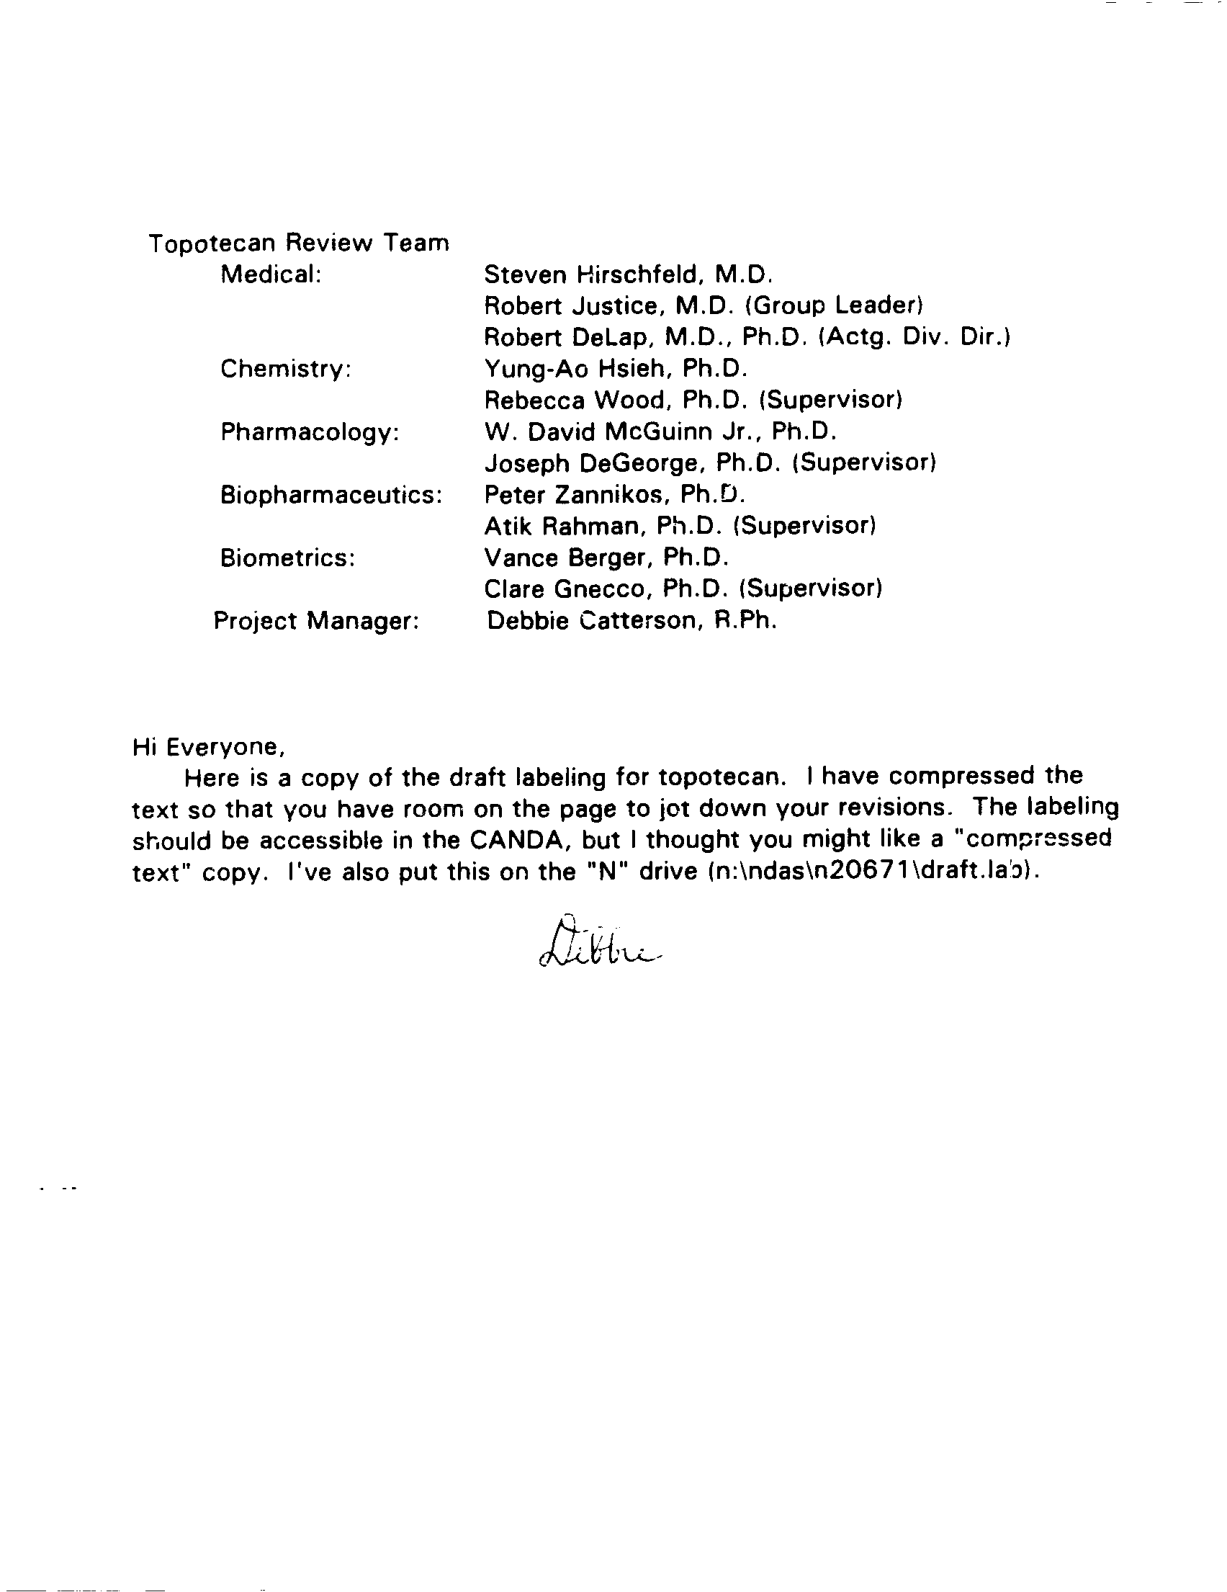 Topotecan Review Team
Medical: Steven Hirschfeld, M.D.
Robert Justice, M.D. (Group Leader)
Robert DeLap, M.D., Ph.D. (Actg. Div. Dir.)
Chemistry: Yung-Ao Hsieh, Ph.D.
Rebecca Wood, Ph.D. (Supervisor)
Pharmacology: W. David McGuinn Jr., Ph.D.
Joseph DeGeorge, Ph.D. (Supervisor)
Biopharmaceutics: Peter Zannikos, Ph.D.
Atik Rahman, Ph.D. (Supervisor)
Biometrics: Vance Berger, Ph.D.
Clare Gnecco, Ph.D. (Supervisor)
Project Manager: Debbie Catterson, R.Ph.
Hi Everyone,
Here is a copy of the draft labeling for topotecan. I have compressed the
text so that you have room on the page to jot down your revisions. The labeling
should be accessible in the CANDA, but I thought you might like a "compressed
text" copy. I've also put this on the "N" drive (n:\ndas\n20671\draft.lab).
Debbie